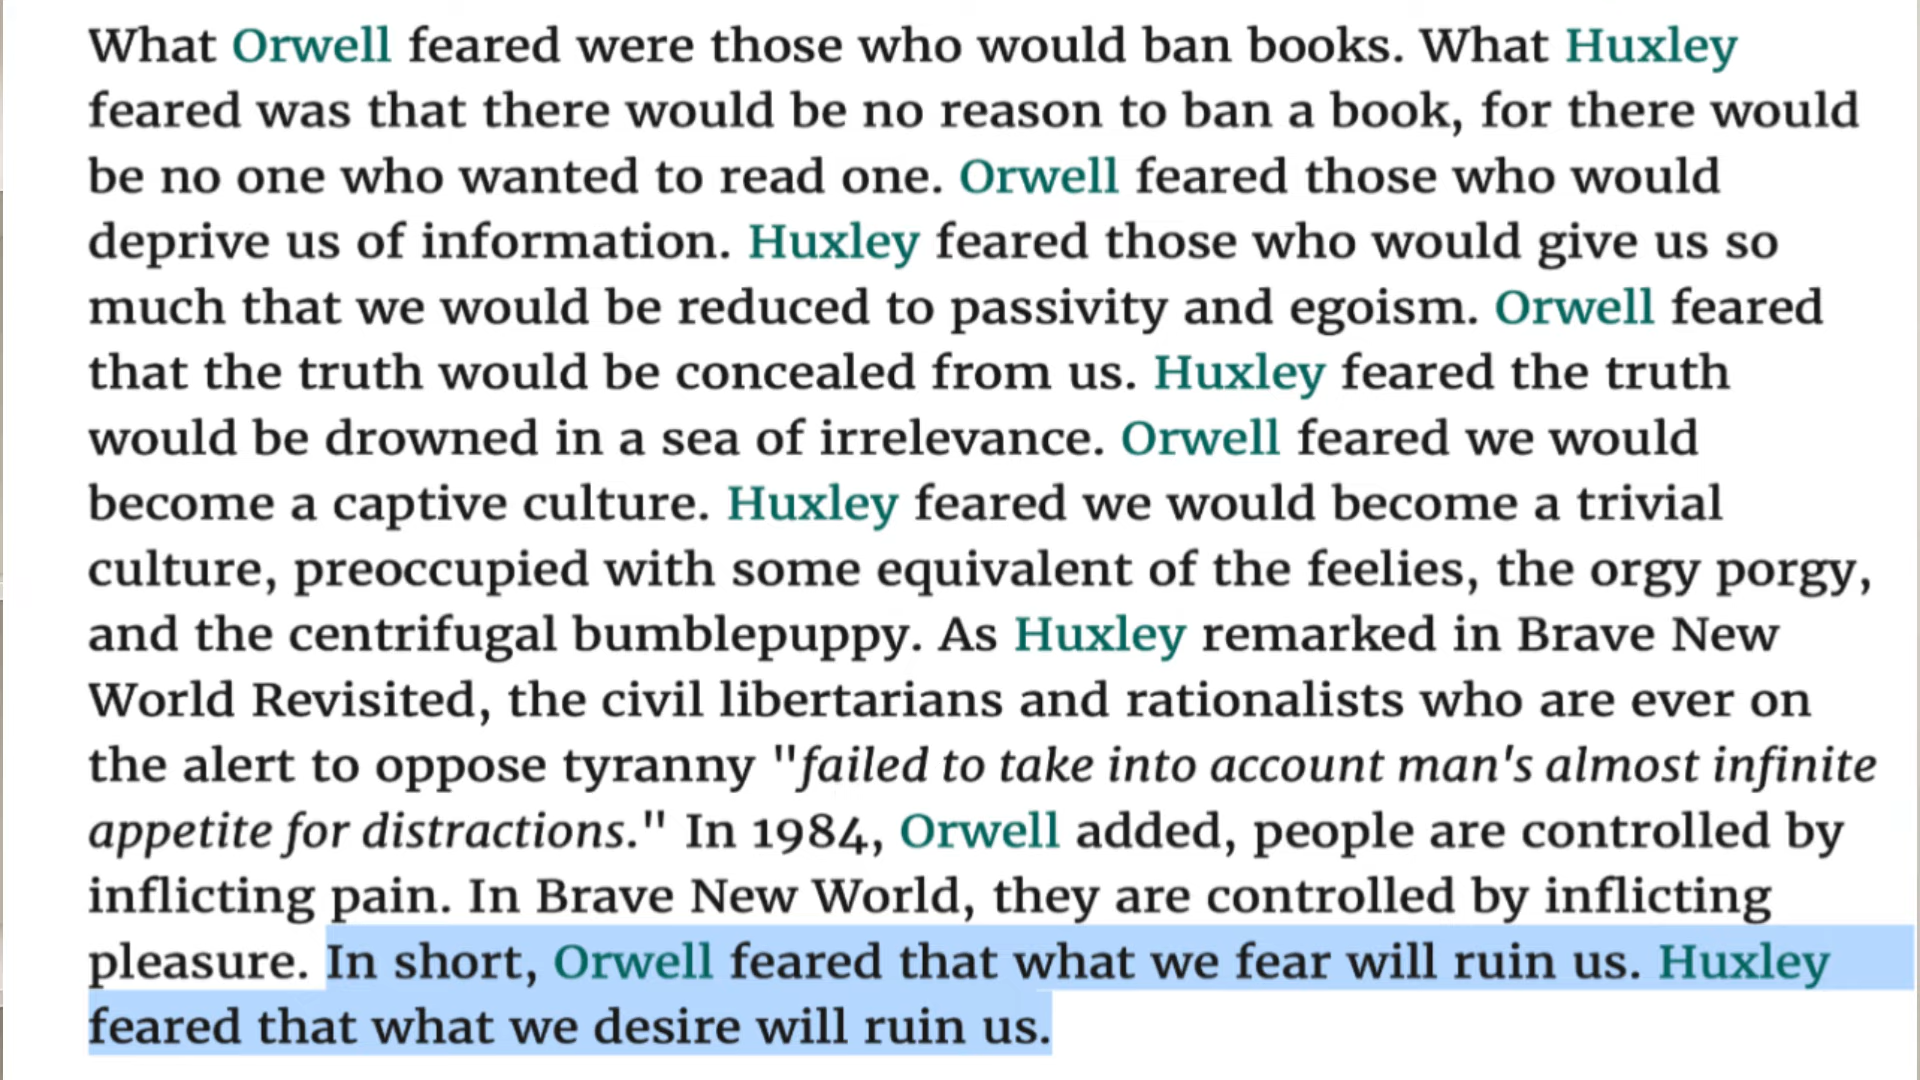 What Orwell feared were those who would ban books. What Huxley
feared was that there would be no reason to ban a book, for there would
be no one who wanted to read one. Orwell feared those who would
deprive us of information. Huxley feared those who would give us so
much that we would be reduced to passivity and egoism. Orwell feared
that the truth would be concealed from us. Huxley feared the truth
would be drowned in a sea of irrelevance. Orwell feared we would
become a captive culture. Huxley feared we would become a trivial
culture, preoccupied with some equivalent of the feelies, the orgy porgy,
and the centrifugal bumblepuppy. As Huxley remarked in Brave New
World Revisited, the civil libertarians and rationalists who are ever on
the alert to oppose tyranny "failed to take into account man's almost infinite
appetite for distractions." In 1984, Orwell added, people are controlled by
inflicting pain. In Brave New World, they are controlled by inflicting
pleasure. In short, Orwell feared that what we fear will ruin us. Huxley
feared that what we desire will ruin us.